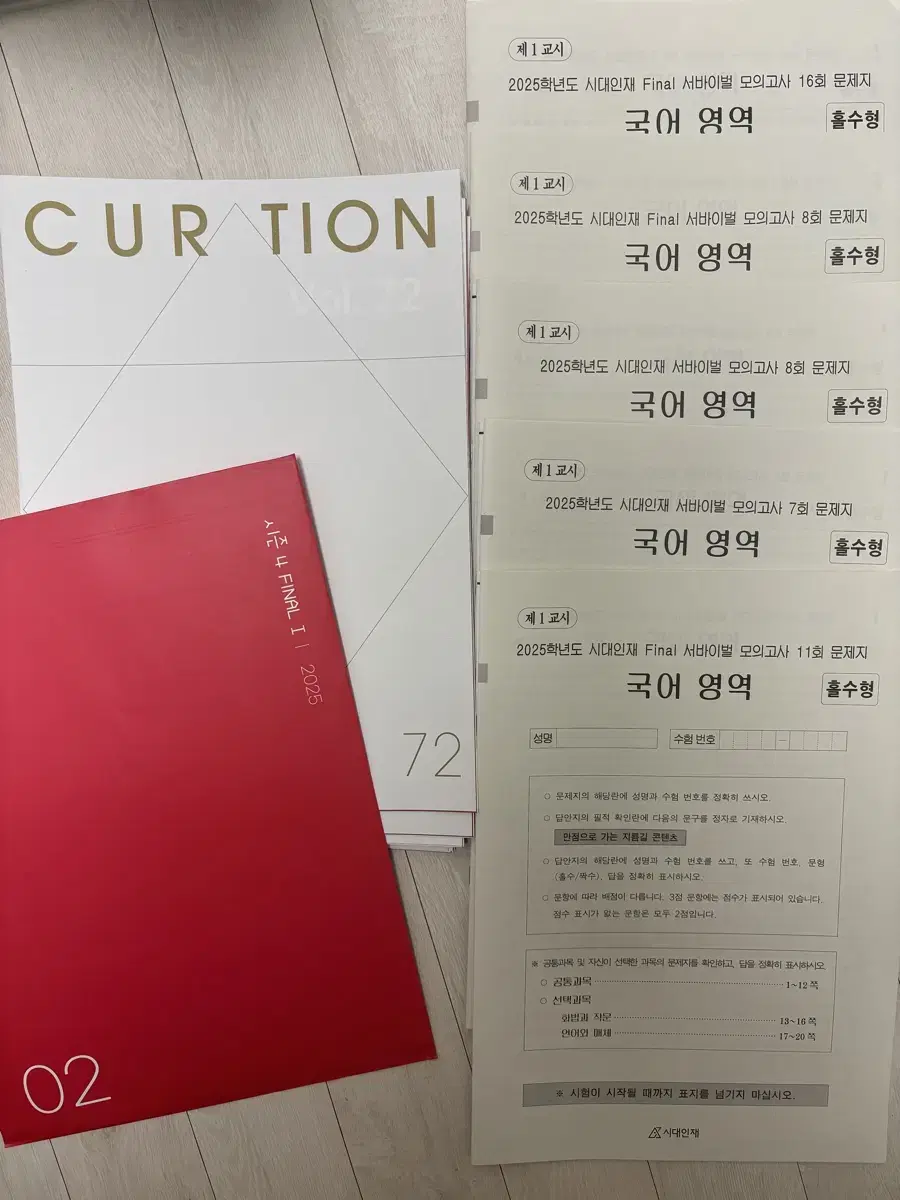 CUR TION
Vol. 72
72
시즌 4 FINAL I | 2025
02
제 1 교시
2025학년도 시대인재 Final 서바이벌 모의고사 16회 문제지
국어 영역
홀수형
제 1 교시
2025학년도 시대인재 Final 서바이벌 모의고사 8회 문제지
국어 영역
홀수형
제 1 교시
2025학년도 시대인재 서바이벌 모의고사 8회 문제지
국어 영역
홀수형
제 1 교시
2025학년도 시대인재 서바이벌 모의고사 7회 문제지
국어 영역
홀수형
제 1 교시
2025학년도 시대인재 Final 서바이벌 모의고사 11회 문제지
국어 영역
홀수형
성명 수험 번호 –
○ 문제지의 해당란에 성명과 수험 번호를 정확히 쓰시오.
○ 답안지의 필적 확인란에 다음의 문구를 정자로 기재하시오.
만점으로 가는 지름길 콘텐츠
○ 답안지의 해당란에 성명과 수험 번호를 쓰고, 또 수험 번호, 문형
(홀수/짝수), 답을 정확히 표시하시오.
○ 문항에 따라 배점이 다릅니다. 3점 문항에는 점수가 표시되어 있습니다.
점수 표시가 없는 문항은 모두 2점입니다.
※ 공통과목 및 자신이 선택한 과목의 문제지를 확인하고, 답을 정확히 표시하시오.
○ 공통과목 1~12 쪽
○ 선택과목
화법과 작문 13~16 쪽
언어와 매체 17~20 쪽
※ 시험이 시작될 때까지 표지를 넘기지 마십시오.
시대인재